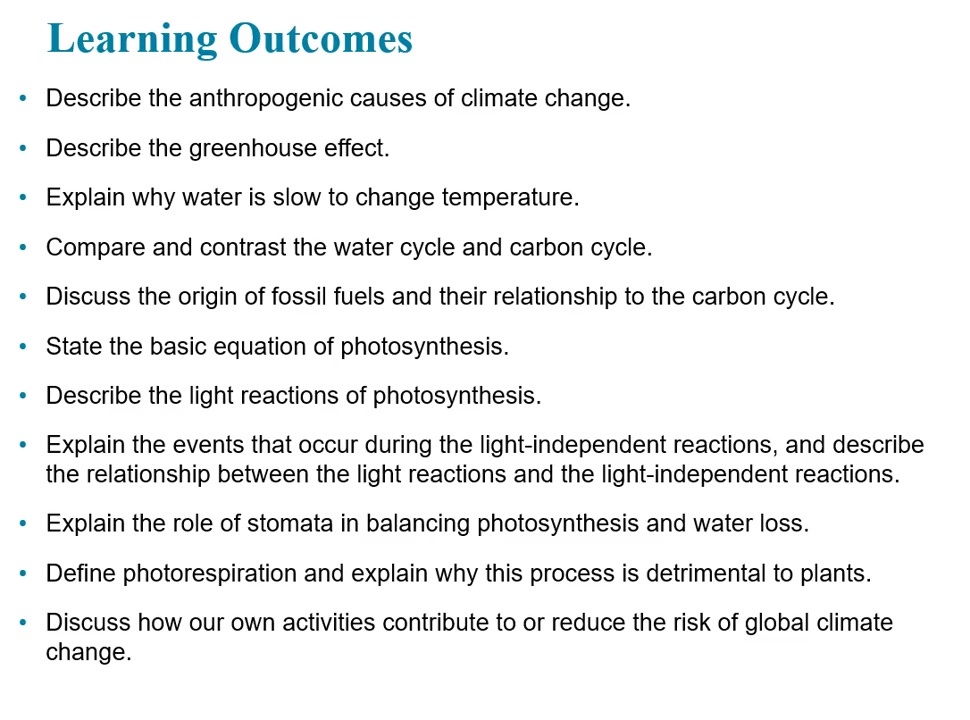 Learning Outcomes
• Describe the anthropogenic causes of climate change.
• Describe the greenhouse effect.
• Explain why water is slow to change temperature.
• Compare and contrast the water cycle and carbon cycle.
• Discuss the origin of fossil fuels and their relationship to the carbon cycle.
• State the basic equation of photosynthesis.
• Describe the light reactions of photosynthesis.
• Explain the events that occur during the light-independent reactions, and describe
the relationship between the light reactions and the light-independent reactions.
• Explain the role of stomata in balancing photosynthesis and water loss.
• Define photorespiration and explain why this process is detrimental to plants.
• Discuss how our own activities contribute to or reduce the risk of global climate
change.